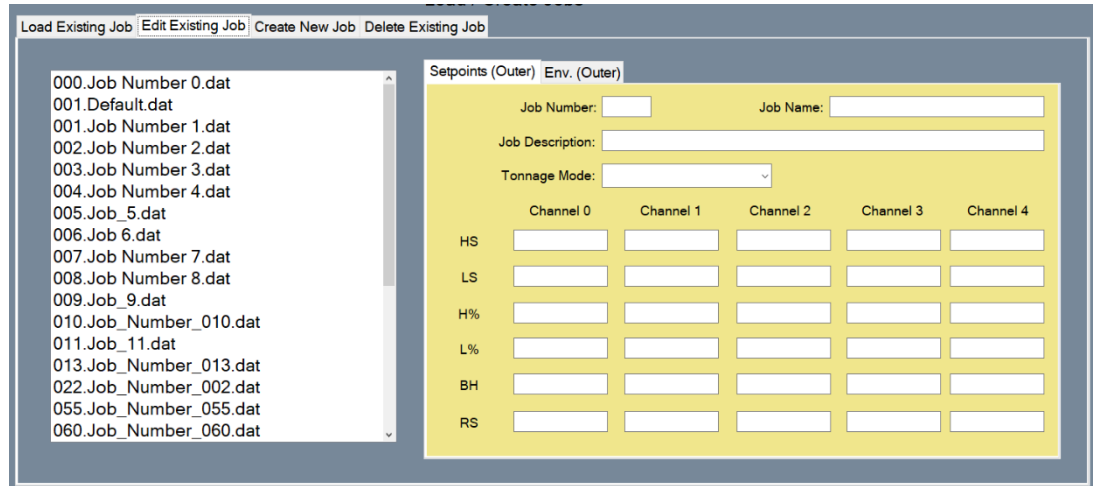 Load Existing Job Edit Existing Job Create New Job Delete Existing Job
000.Job Number 0.dat
001.Default.dat
001.Job Number 1.dat
002.Job Number 2.dat
003.Job Number 3.dat
004.Job Number 4.dat
005.Job_5.dat
006.Job 6.dat
007.Job Number 7.dat
008.Job Number 8.dat
009.Job_9.dat
010.Job_Number_010.dat
011.Job_11.dat
013.Job_Number_013.dat
022.Job_Number_002.dat
055.Job_Number_055.dat
060.Job_Number_060.dat
Setpoints (Outer) Env. (Outer)
Job Number: Job Name:
Job Description:
Tonnage Mode:
Channel 0 Channel 1 Channel 2 Channel 3 Channel 4
HS
LS
H%
L%
BH
RS